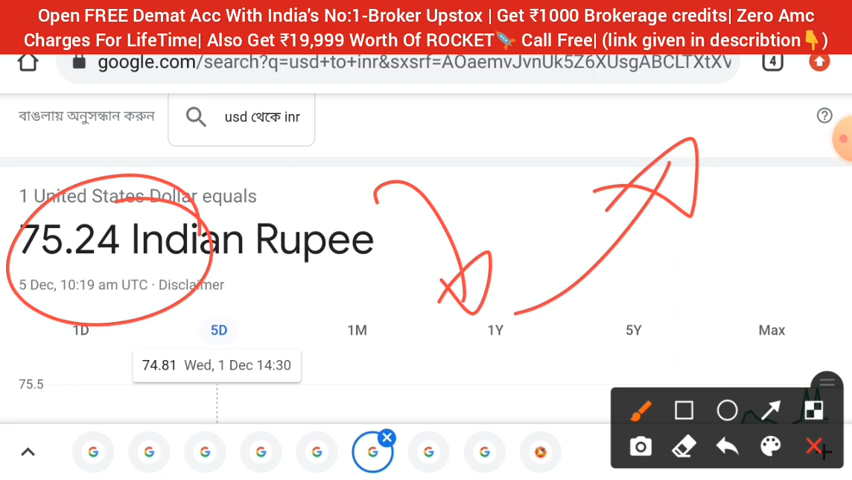 Open FREE Demat Acc With India's No:1-Broker Upstox | Get ₹1000 Brokerage credits| Zero Amc
Charges For LifeTime| Also Get ₹19,999 Worth Of ROCKET🚀 Call Free| (link given in describtion👇)
google.com/search?q=usd+to+inr&sxsrf=AOaemvJvnUk5Z6XUsgABCLTXtXV
4
বাঙলায় অনুসন্ধান করুন
usd থেকে inr
1 United States Dollar equals
75.24 Indian Rupee
5 Dec, 10:19 am UTC · Disclaimer
1D 5D 1M 1Y 5Y Max
74.81 Wed, 1 Dec 14:30
75.5